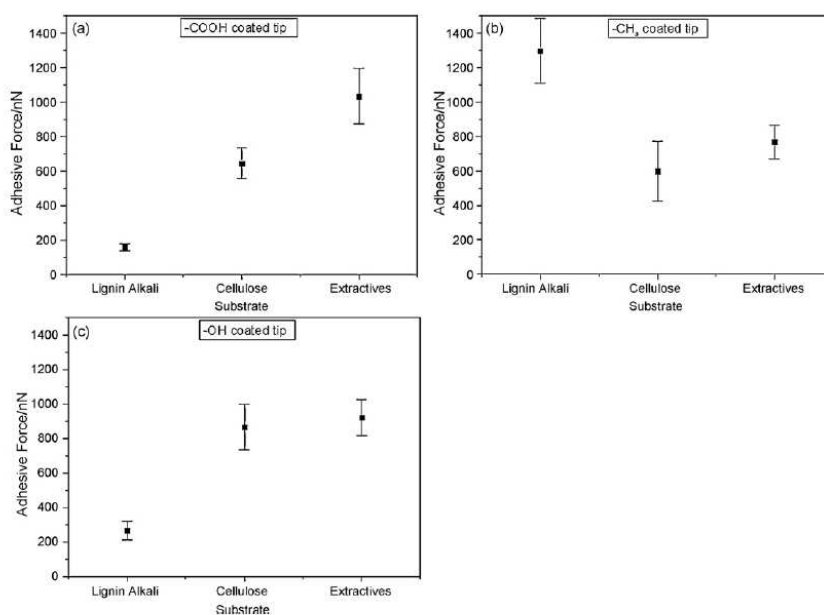 (a)
-COOH coated tip
1400
1200
1000
800
600
400
200
0
Adhesive Force/nN
Lignin Alkali Cellulose Extractives
Substrate
(b)
-CH₃ coated tip
1400
1200
1000
800
600
400
200
0
Adhesive Force/nN
Lignin Alkali Cellulose Extractives
Substrate
(c)
-OH coated tip
1400
1200
1000
800
600
400
200
0
Adhesive Force/nN
Lignin Alkali Cellulose Extractives
Substrate